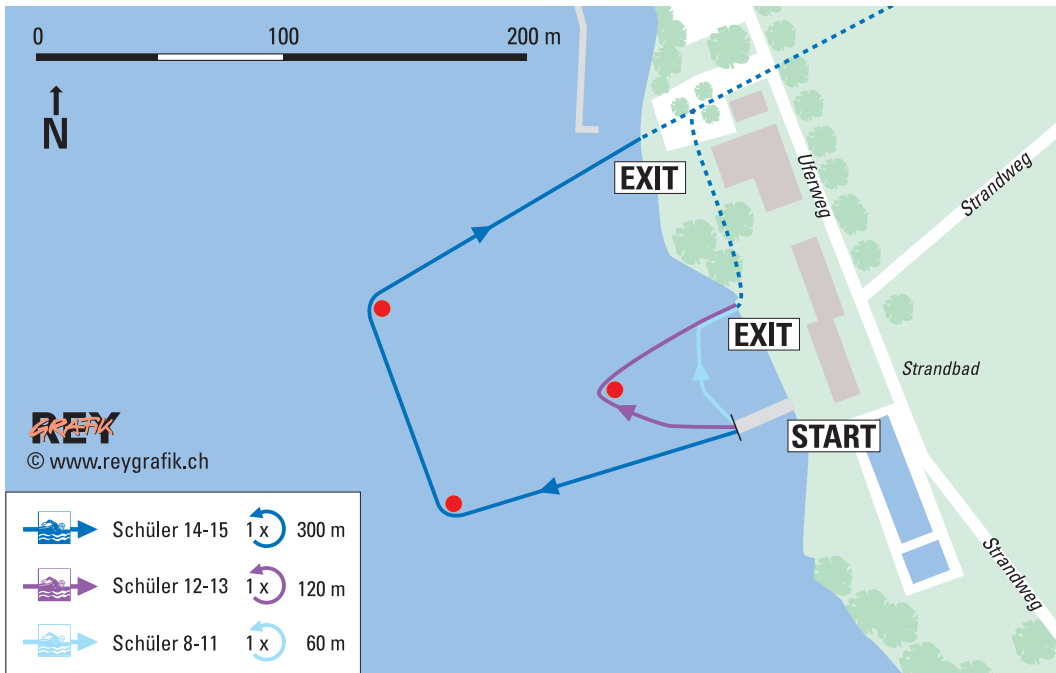 0 100 200 m
N
EXIT
Uferweg
Strandweg
EXIT
Strandbad
START
REY
GRAFIK
© www.reygrafik.ch
Strandweg
Schüler 14-15 1 x 300 m
Schüler 12-13 1 x 120 m
Schüler 8-11 1 x 60 m